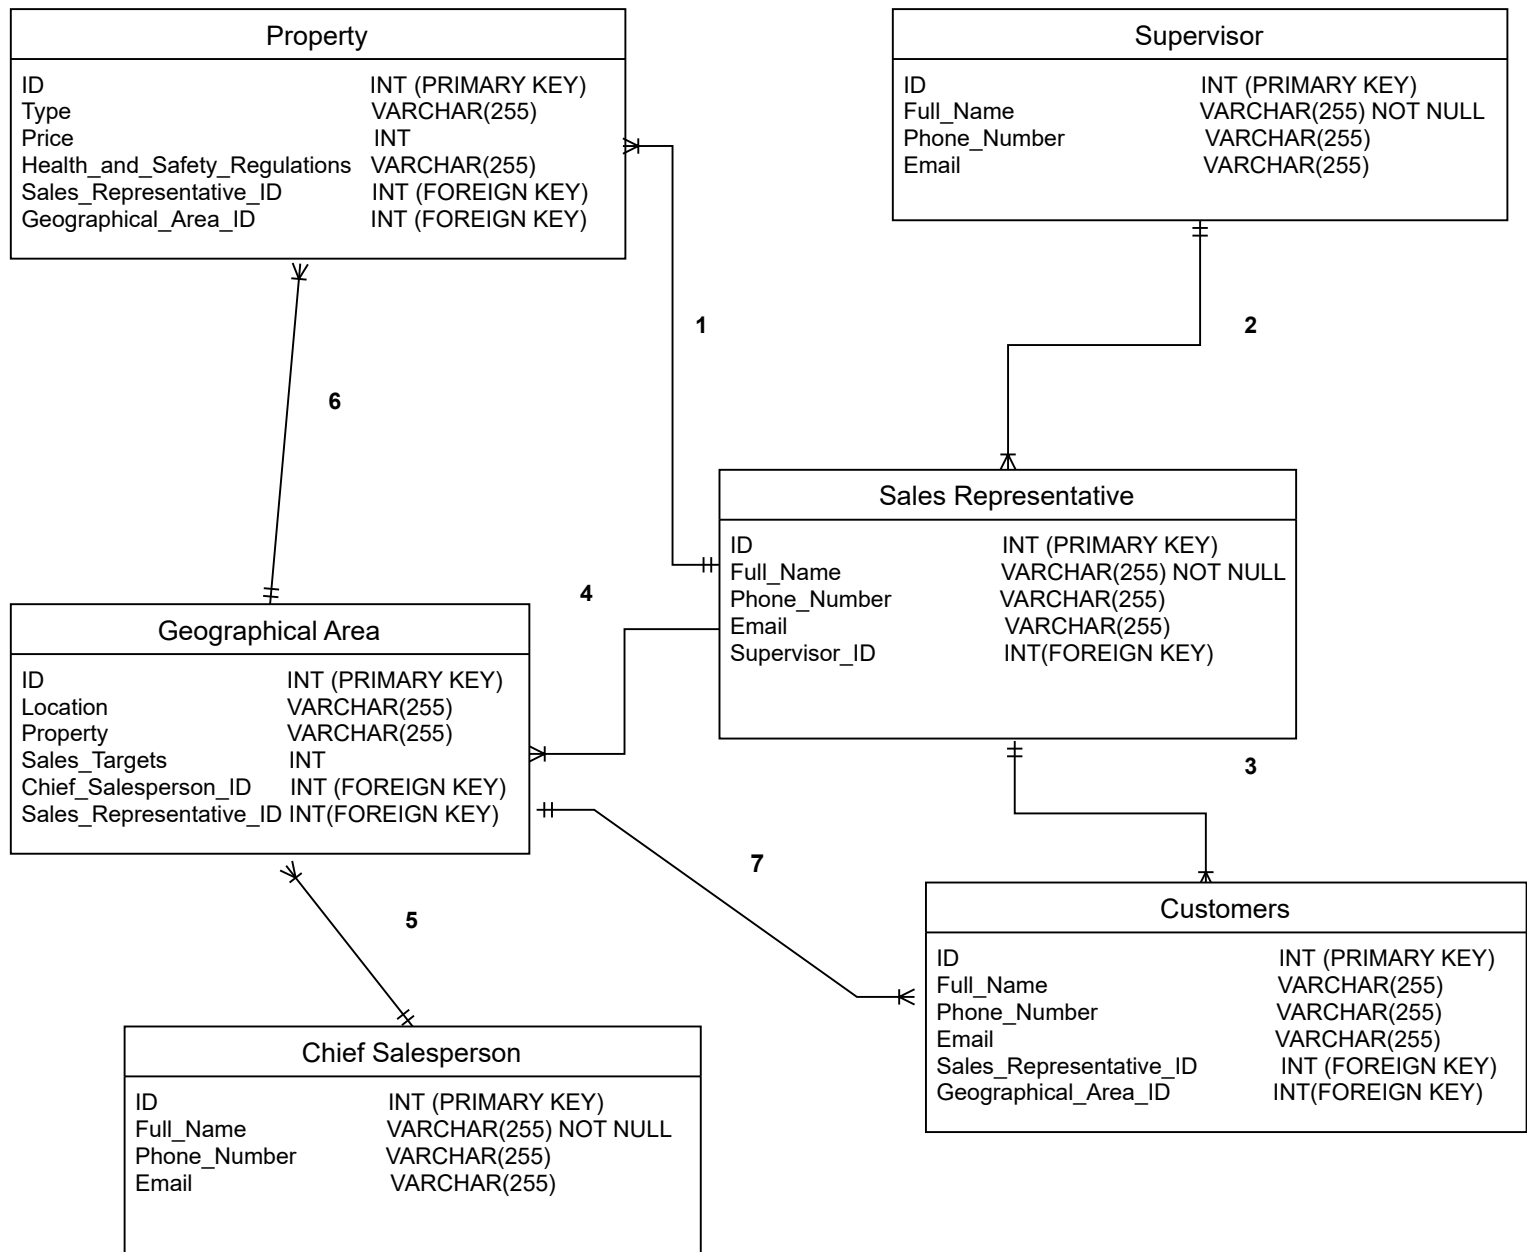 Property
ID INT (PRIMARY KEY)
Type VARCHAR(255)
Price INT
Health_and_Safety_Regulations VARCHAR(255)
Sales_Representative_ID INT (FOREIGN KEY)
Geographical_Area_ID INT (FOREIGN KEY)
Supervisor
ID INT (PRIMARY KEY)
Full_Name VARCHAR(255) NOT NULL
Phone_Number VARCHAR(255)
Email VARCHAR(255)
1
2
6
Sales Representative
ID INT (PRIMARY KEY)
Full_Name VARCHAR(255) NOT NULL
Phone_Number VARCHAR(255)
Email VARCHAR(255)
Supervisor_ID INT(FOREIGN KEY)
4
Geographical Area
ID INT (PRIMARY KEY)
Location VARCHAR(255)
Property VARCHAR(255)
Sales_Targets INT
Chief_Salesperson_ID INT (FOREIGN KEY)
Sales_Representative_ID INT(FOREIGN KEY)
3
7
5
Customers
ID INT (PRIMARY KEY)
Full_Name VARCHAR(255)
Phone_Number VARCHAR(255)
Email VARCHAR(255)
Sales_Representative_ID INT (FOREIGN KEY)
Geographical_Area_ID INT(FOREIGN KEY)
Chief Salesperson
ID INT (PRIMARY KEY)
Full_Name VARCHAR(255) NOT NULL
Phone_Number VARCHAR(255)
Email VARCHAR(255)